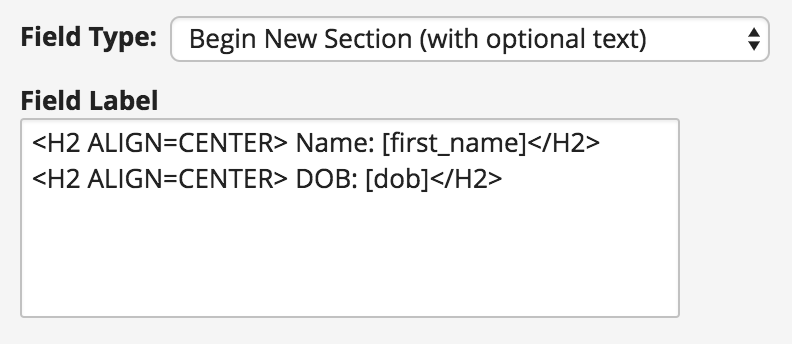 Field Type: Begin New Section (with optional text)
Field Label
<H2 ALIGN=CENTER> Name: [first_name]</H2>
<H2 ALIGN=CENTER> DOB: [dob]</H2>